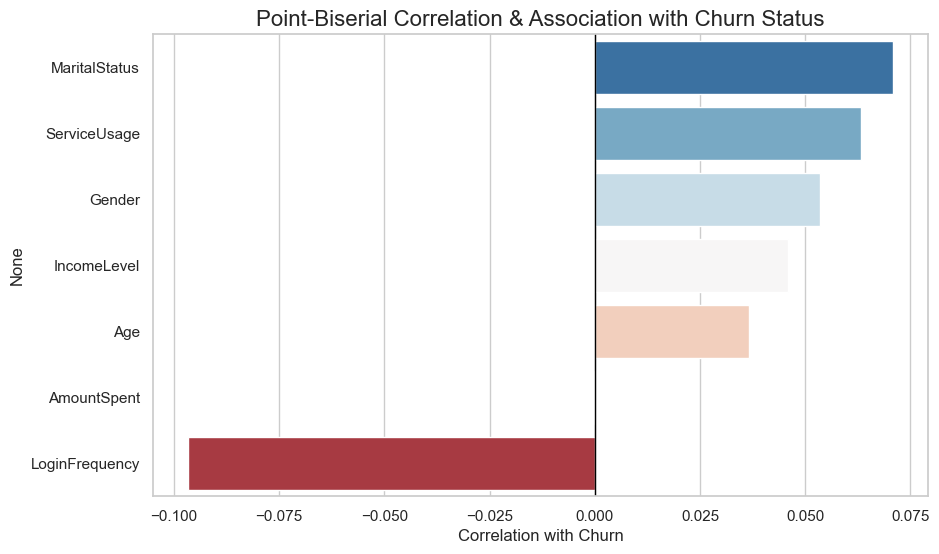 Point-Biserial Correlation & Association with Churn Status
MaritalStatus
ServiceUsage
Gender
IncomeLevel
Age
AmountSpent
LoginFrequency
None
−0.100 −0.075 −0.050 −0.025 0.000 0.025 0.050 0.075
Correlation with Churn